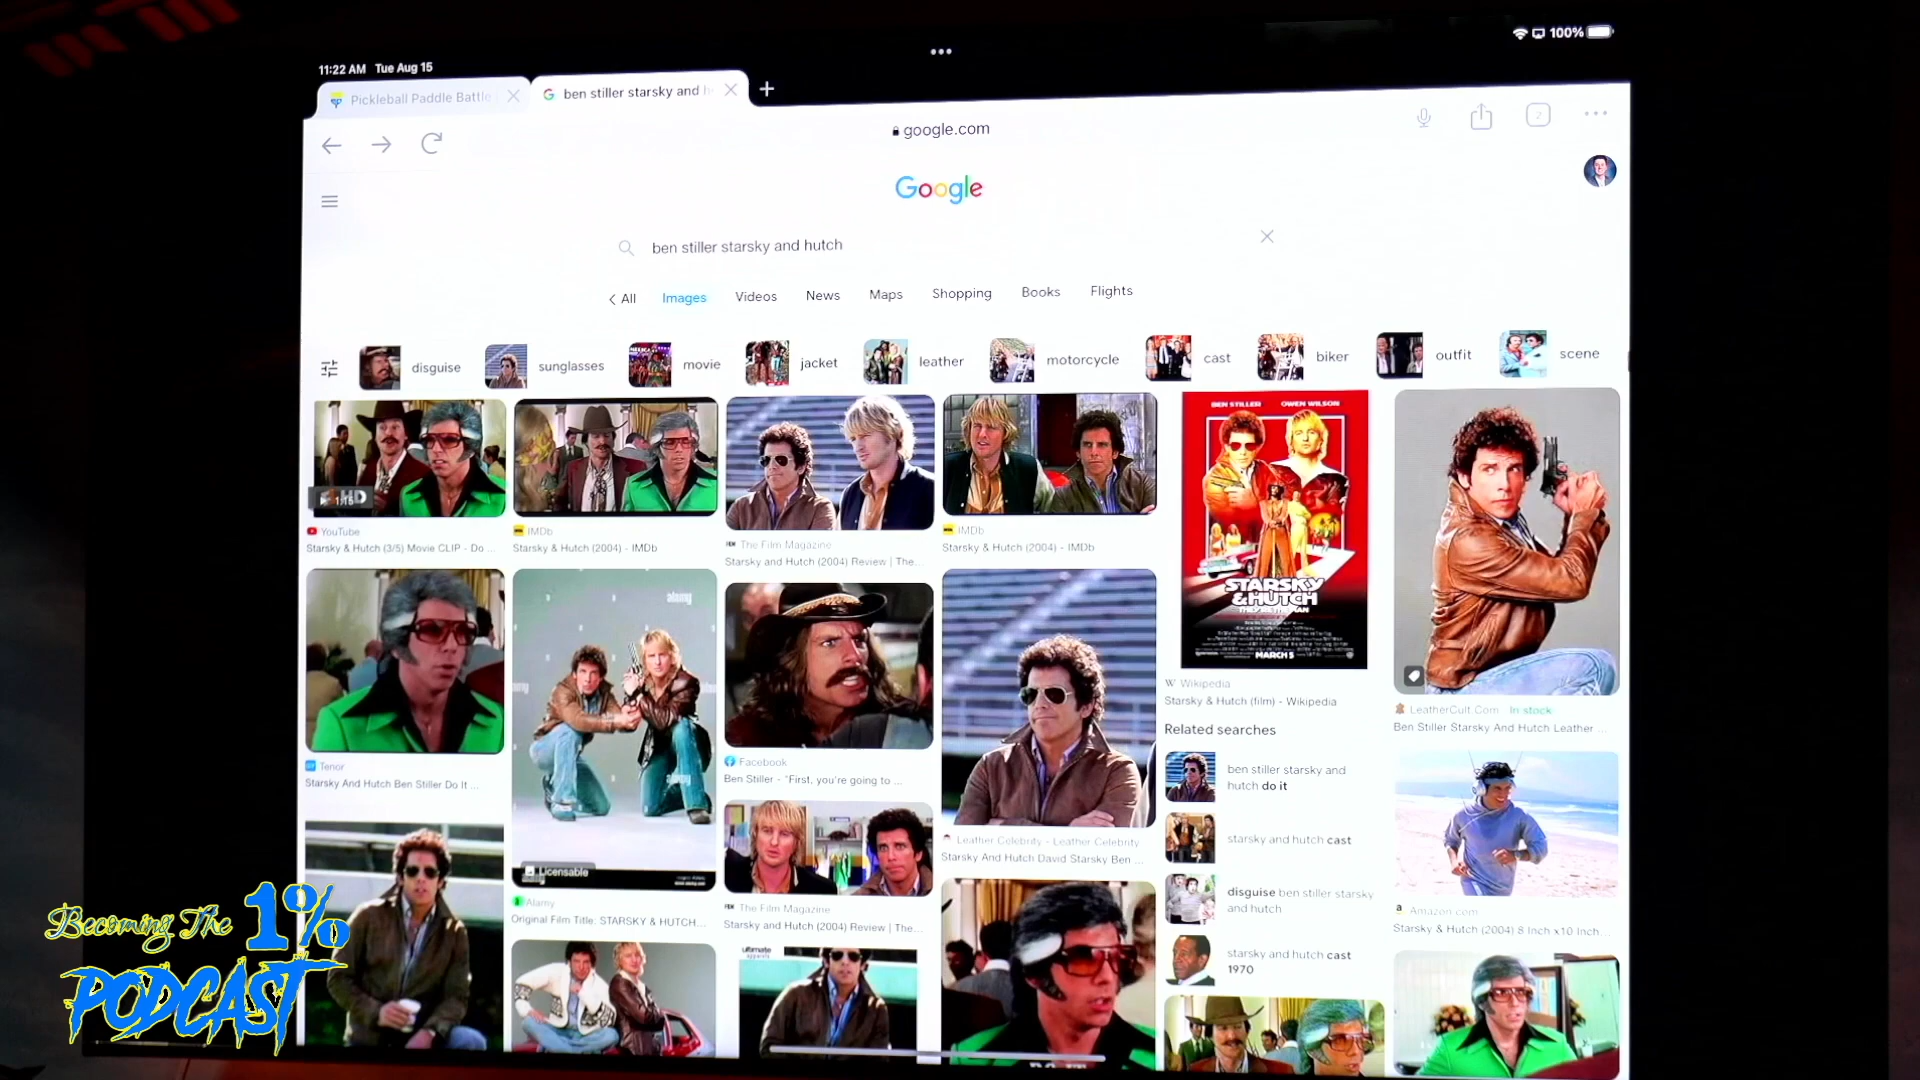 11:22 AM Tue Aug 15
100%
Pickleball Paddle Battle
ben stiller starsky and h
google.com
2
Google
ben stiller starsky and hutch
All Images Videos News Maps Shopping Books Flights
disguise sunglasses movie jacket leather motorcycle cast biker outfit scene
YouTube
Starsky & Hutch (3/5) Movie CLIP - Do ...
IMDb
Starsky & Hutch (2004) - IMDb
The Film Magazine
Starsky and Hutch (2004) Review | The...
IMDb
Starsky & Hutch (2004) - IMDb
BEN STILLER OWEN WILSON
STARSKY
& HUTCH
MARCH 5
Wikipedia
Starsky & Hutch (film) - Wikipedia
LeatherCult.Com · In stock
Ben Stiller Starsky And Hutch Leather ...
Tenor
Starsky And Hutch Ben Stiller Do It ...
Licensable
Alamy
Original Film Title: STARSKY & HUTCH...
Facebook
Ben Stiller - "First, you're going to ...
The Film Magazine
Starsky and Hutch (2004) Review | The...
ultimate
Leather Celebrity - Leather Celebrity
Starsky And Hutch David Starsky Ben ...
Related searches
ben stiller starsky and
hutch do it
starsky and hutch cast
disguise ben stiller starsky
and hutch
starsky and hutch cast
1970
Amazon.com
Starsky & Hutch (2004) 8 Inch x10 Inch...
Becoming The 1%
PODCAST